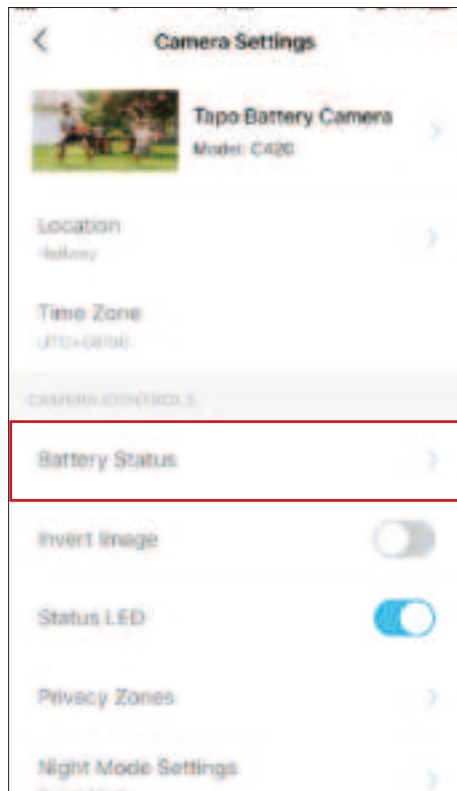 Camera Settings
Tapo Battery Camera
Model: C420
Location
Hallway
Time Zone
CAMERA CONTROLS
Battery Status
Invert Image
Status LED
Privacy Zones
Night Mode Settings